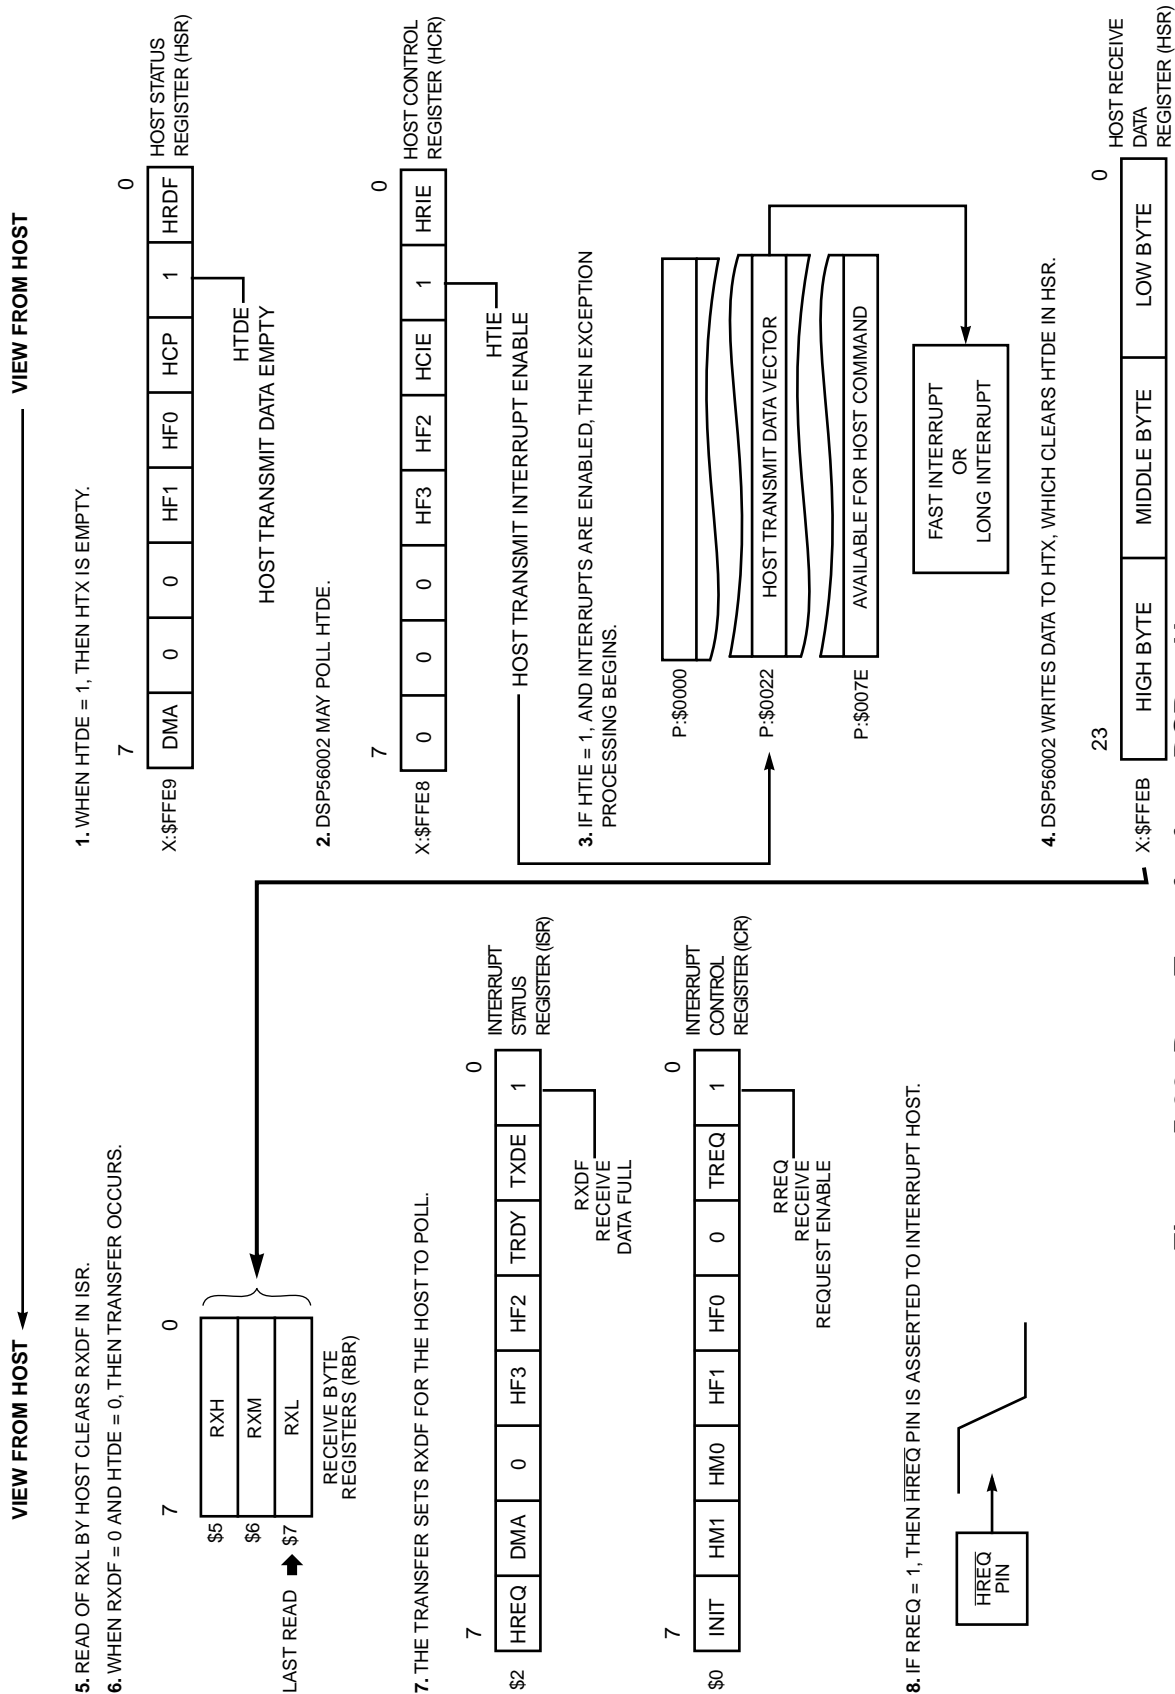 VIEW FROM HOST
VIEW FROM HOST
5. READ OF RXL BY HOST CLEARS RXDF IN ISR.
6. WHEN RXDF = 0 AND HTDE = 0, THEN TRANSFER OCCURS.
7 0
$5 RXH
$6 RXM
LAST READ $7 RXL
RECEIVE BYTE
REGISTERS (RBR)
7. THE TRANSFER SETS RXDF FOR THE HOST TO POLL.
7 0
$2 HREQ DMA 0 HF3 HF2 TRDY TXDE 1
INTERRUPT
STATUS
REGISTER (ISR)
RXDF
RECEIVE
DATA FULL
7 0
$0 INIT HM1 HM0 HF1 HF0 0 TREQ 1
INTERRUPT
CONTROL
REGISTER (ICR)
RREQ
RECEIVE
REQUEST ENABLE
8. IF RREQ = 1, THEN HREQ PIN IS ASSERTED TO INTERRUPT HOST.
HREQ
PIN
1. WHEN HTDE = 1, THEN HTX IS EMPTY.
7 0
X:$FFE9 DMA 0 0 HF1 HF0 HCP 1 HRDF
HOST STATUS
REGISTER (HSR)
HTDE
HOST TRANSMIT DATA EMPTY
2. DSP56002 MAY POLL HTDE.
7 0
X:$FFE8 0 0 0 HF3 HF2 HCIE 1 HRIE
HOST CONTROL
REGISTER (HCR)
HTIE
HOST TRANSMIT INTERRUPT ENABLE
3. IF HTIE = 1, AND INTERRUPTS ARE ENABLED, THEN EXCEPTION
PROCESSING BEGINS.
P:$0000
P:$0022 HOST TRANSMIT DATA VECTOR
P:$007E AVAILABLE FOR HOST COMMAND
FAST INTERRUPT
OR
LONG INTERRUPT
4. DSP56002 WRITES DATA TO HTX, WHICH CLEARS HTDE IN HSR.
23 0
X:$FFEB HIGH BYTE MIDDLE BYTE LOW BYTE
HOST RECEIVE
DATA
REGISTER (HSR)